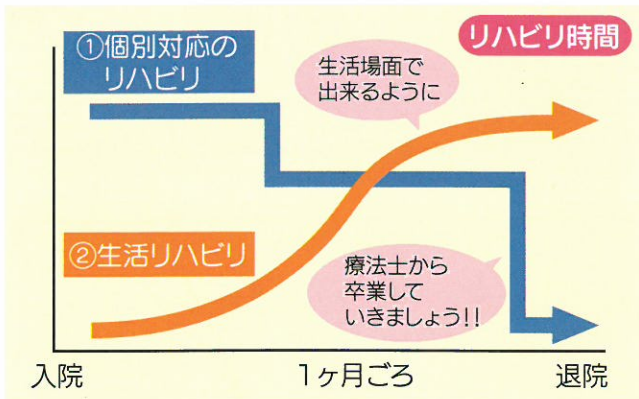 リハビリ時間
①個別対応の
リハビリ
生活場面で
出来るように
②生活リハビリ
療法士から
卒業して
いきましょう!!
入院
1ヶ月ごろ
退院